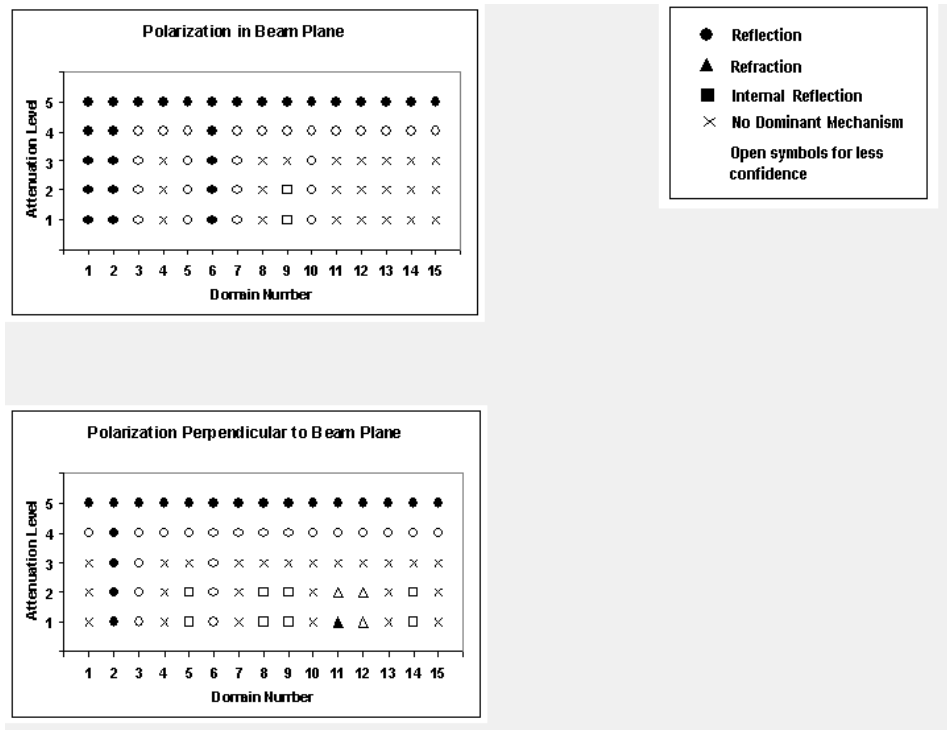 Polarization in Beam Plane
Attenuation Level
5
4
3
2
1
1 2 3 4 5 6 7 8 9 10 11 12 13 14 15
Domain Number
Reflection
Refraction
Internal Reflection
No Dominant Mechanism
Open symbols for less
confidence
Polarization Perpendicular to Beam Plane
Attenuation Level
5
4
3
2
1
1 2 3 4 5 6 7 8 9 10 11 12 13 14 15
Domain Number